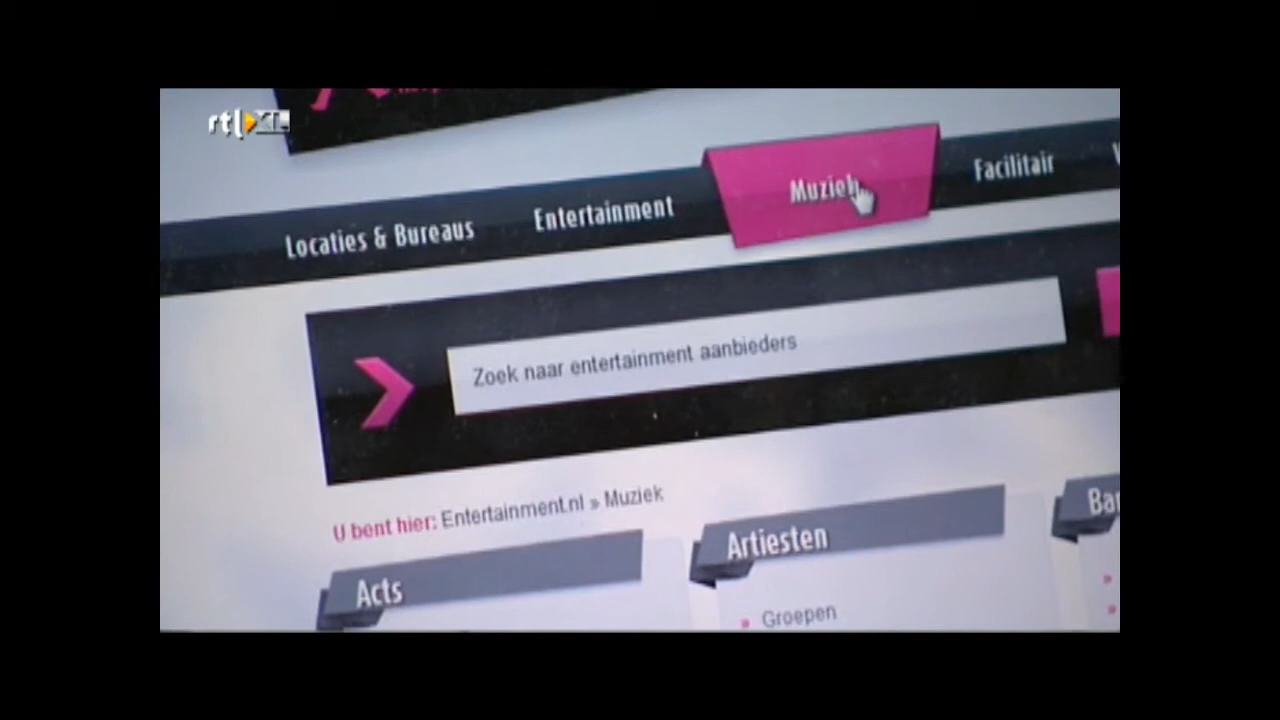 rtl XL
Locaties & Bureaus Entertainment Muziek Facilitair
Zoek naar entertainment aanbieders
U bent hier: Entertainment.nl » Muziek
Acts Artiesten
Groepen